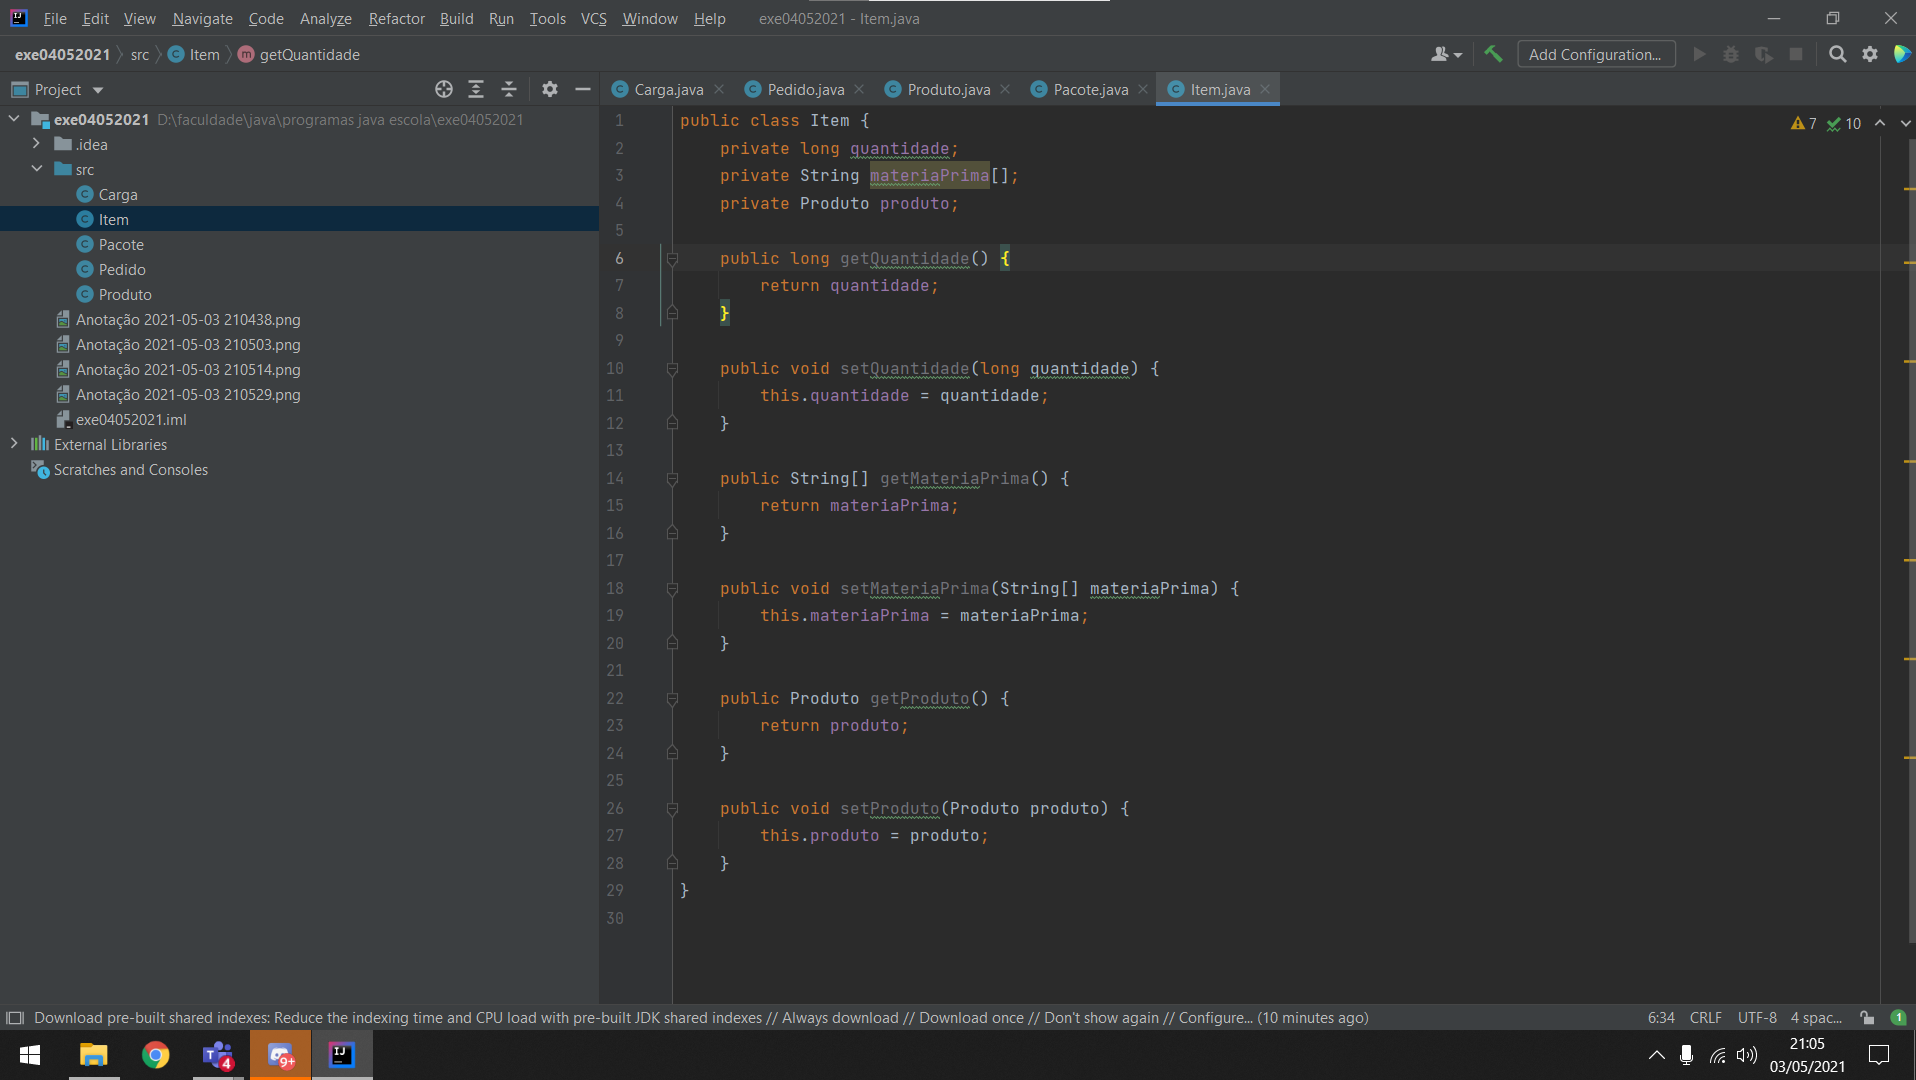 File Edit View Navigate Code Analyze Refactor Build Run Tools VCS Window Help exe04052021 - Item.java
exe04052021 src Item getQuantidade Add Configuration...
Project
Carga.java Pedido.java Produto.java Pacote.java Item.java
exe04052021 D:\faculdade\java\programas java escola\exe04052021
.idea
src
Carga
Item
Pacote
Pedido
Produto
Anotação 2021-05-03 210438.png
Anotação 2021-05-03 210503.png
Anotação 2021-05-03 210514.png
Anotação 2021-05-03 210529.png
exe04052021.iml
External Libraries
Scratches and Consoles
7 10
1 public class Item {
2 private long quantidade;
3 private String materiaPrima[];
4 private Produto produto;
5
6 public long getQuantidade() {
7 return quantidade;
8 }
9
10 public void setQuantidade(long quantidade) {
11 this.quantidade = quantidade;
12 }
13
14 public String[] getMateriaPrima() {
15 return materiaPrima;
16 }
17
18 public void setMateriaPrima(String[] materiaPrima) {
19 this.materiaPrima = materiaPrima;
20 }
21
22 public Produto getProduto() {
23 return produto;
24 }
25
26 public void setProduto(Produto produto) {
27 this.produto = produto;
28 }
29 }
30
Download pre-built shared indexes: Reduce the indexing time and CPU load with pre-built JDK shared indexes // Always download // Download once // Don't show again // Configure... (10 minutes ago) 6:34 CRLF UTF-8 4 spac... 1
4 9+ IJ
21:05
03/05/2021